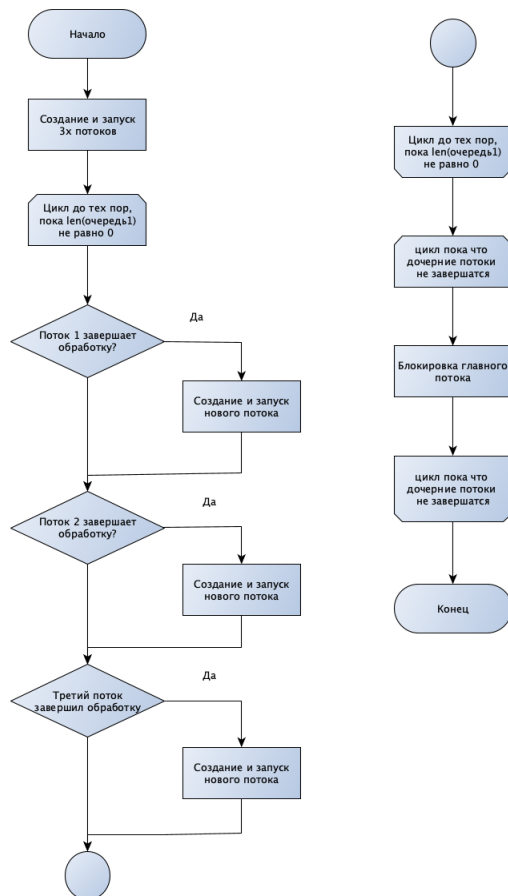 Начало
Создание и запуск
3х потоков
Цикл до тех пор,
пока len(очередь1)
не равно 0
Да
Поток 1 завершает
обработку?
Создание и запуск
нового потока
Да
Поток 2 завершает
обработку?
Создание и запуск
нового потока
Да
Третий поток
завершил обработку
Создание и запуск
нового потока
Цикл до тех пор,
пока len(очередь1)
не равно 0
цикл пока что
дочерние потоки
не завершатся
Блокировка главного
потока
цикл пока что
дочерние потоки
не завершатся
Конец